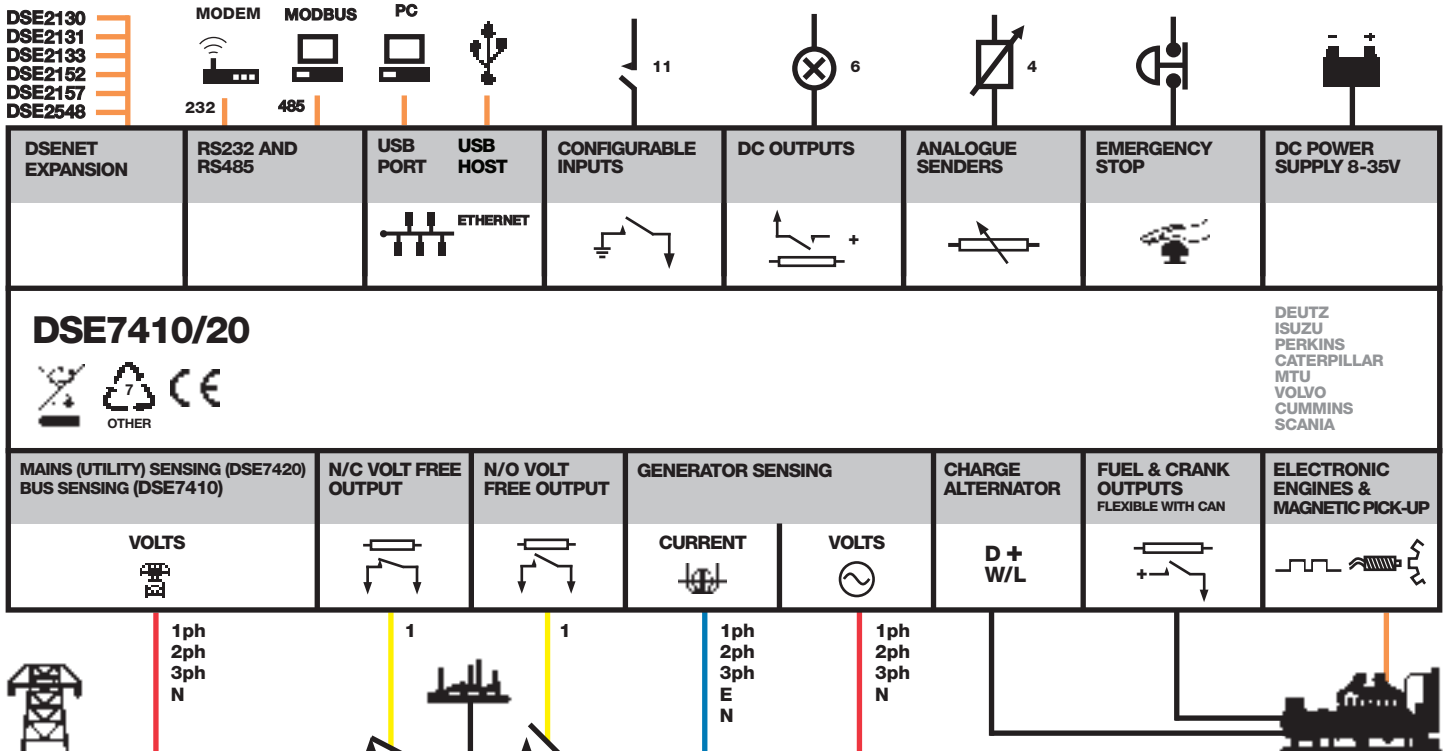 DSE2130
DSE2131
DSE2133
DSE2152
DSE2157
DSE2548
MODEM
232
MODBUS
485
PC
11
6
4
- +
DSENET
EXPANSION
RS232 AND
RS485
USB
PORT
USB
HOST
ETHERNET
CONFIGURABLE
INPUTS
DC OUTPUTS
+
ANALOGUE
SENDERS
EMERGENCY
STOP
DC POWER
SUPPLY 8-35V
DSE7410/20
7
OTHER
CE
DEUTZ
ISUZU
PERKINS
CATERPILLAR
MTU
VOLVO
CUMMINS
SCANIA
MAINS (UTILITY) SENSING (DSE7420)
BUS SENSING (DSE7410)
VOLTS
N/C VOLT FREE
OUTPUT
N/O VOLT
FREE OUTPUT
GENERATOR SENSING
CURRENT
VOLTS
CHARGE
ALTERNATOR
D +
W/L
FUEL & CRANK
OUTPUTS
FLEXIBLE WITH CAN
+
ELECTRONIC
ENGINES &
MAGNETIC PICK-UP
1ph
2ph
3ph
N
1
1
1ph
2ph
3ph
E
N
1ph
2ph
3ph
N